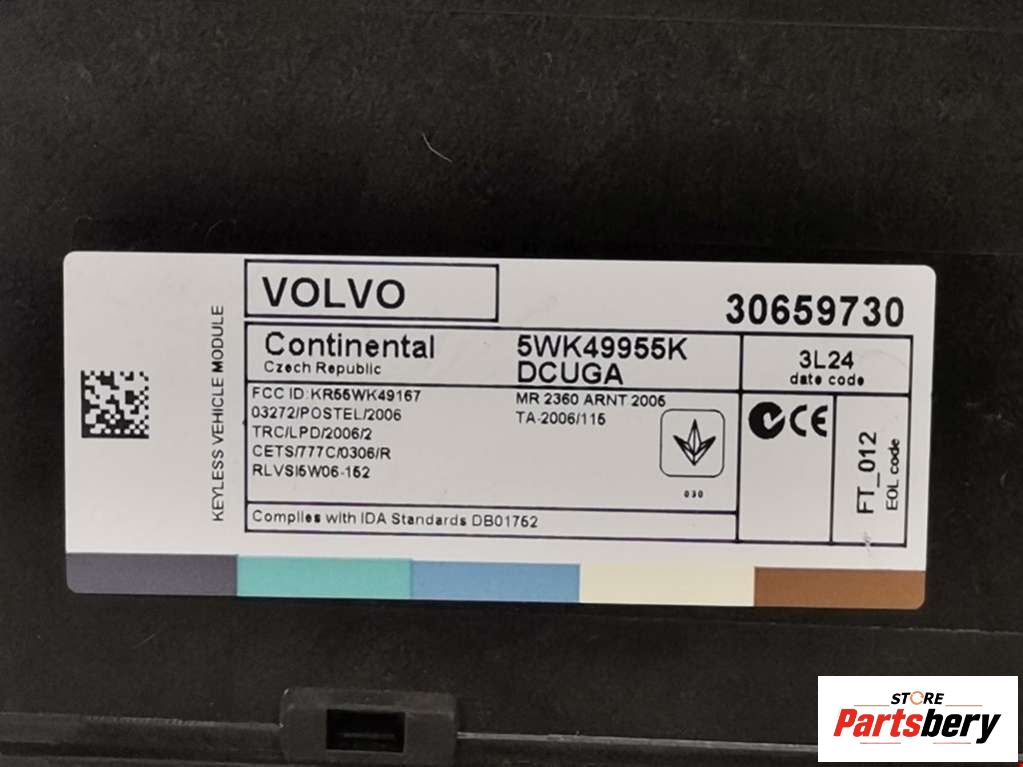 VOLVO
30659730
KEYLESS VEHICLE MODULE
Continental
Czech Republic
5WK49955K
DCUGA
3L24
date code
FCC ID:KR55WK49167
03272/POSTEL/2006
TRC/LPD/2006/2
CETS/777C/0306/R
RLVSI5W06-152
MR 2360 ARNT 2006
TA-2006/115
030
CE
FT_012
EOL code
Complies with IDA Standards DB01752
STORE
Partsbery